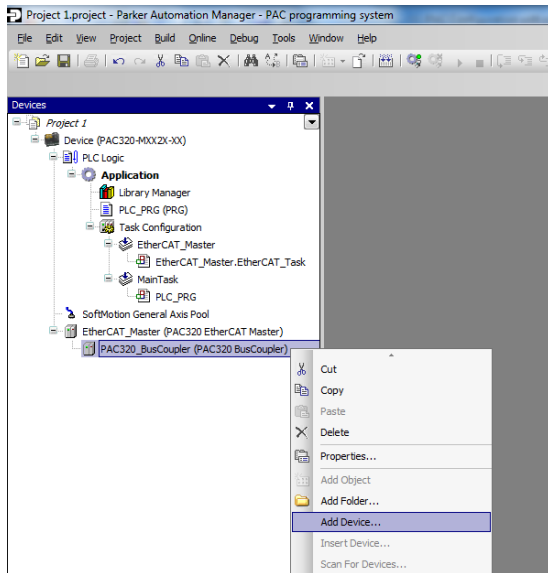 Project 1.project - Parker Automation Manager - PAC programming system
File Edit View Project Build Online Debug Tools Window Help
Devices
Project 1
Device (PAC320-MXX2X-XX)
PLC Logic
Application
Library Manager
PLC_PRG (PRG)
Task Configuration
EtherCAT_Master
EtherCAT_Master.EtherCAT_Task
MainTask
PLC_PRG
SoftMotion General Axis Pool
EtherCAT_Master (PAC320 EtherCAT Master)
PAC320_BusCoupler (PAC320 BusCoupler)
Cut
Copy
Paste
Delete
Properties...
Add Object
Add Folder...
Add Device...
Insert Device...
Scan For Devices...